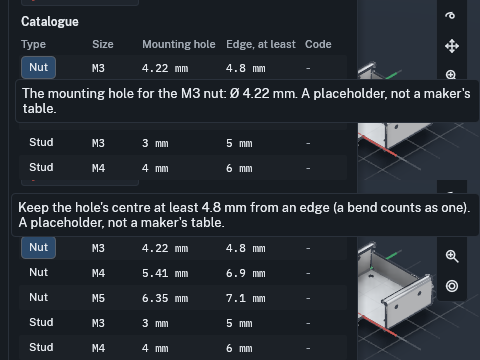 Catalogue
Type Size Mounting hole Edge, at least Code
Nut M3 4.22 mm 4.8 mm -
The mounting hole for the M3 nut: Ø 4.22 mm. A placeholder, not a maker's
table.
Stud M3 3 mm 5 mm -
Stud M4 4 mm 6 mm -
Keep the hole's centre at least 4.8 mm from an edge (a bend counts as one).
A placeholder, not a maker's table.
Nut M3 4.22 mm 4.8 mm -
Nut M4 5.41 mm 6.9 mm -
Nut M5 6.35 mm 7.1 mm -
Stud M3 3 mm 5 mm -
Stud M4 4 mm 6 mm -